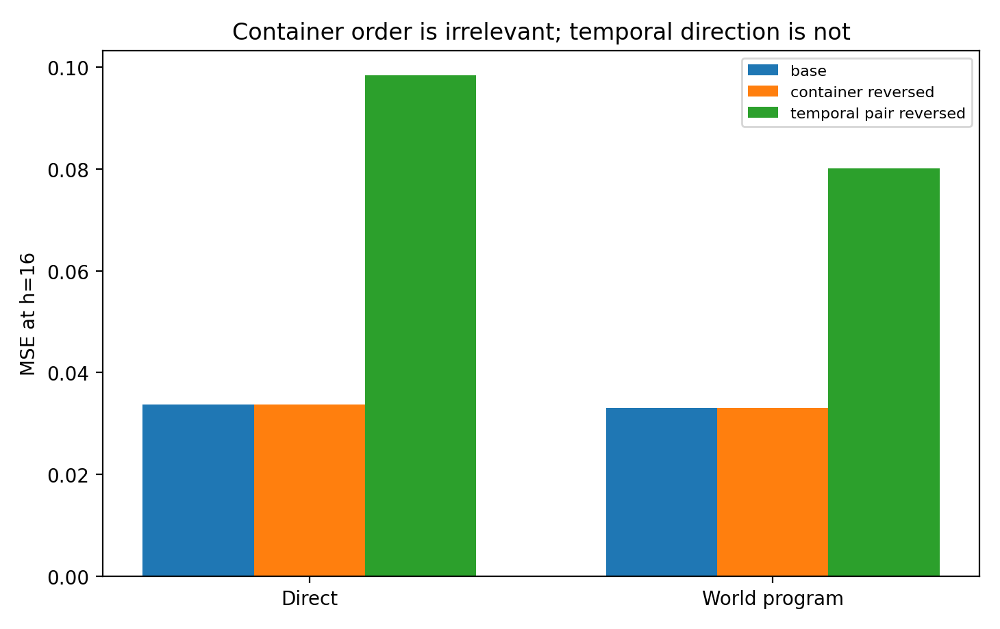 Container order is irrelevant; temporal direction is not
base
container reversed
temporal pair reversed
MSE at h=16
0.10
0.08
0.06
0.04
0.02
0.00
Direct
World program